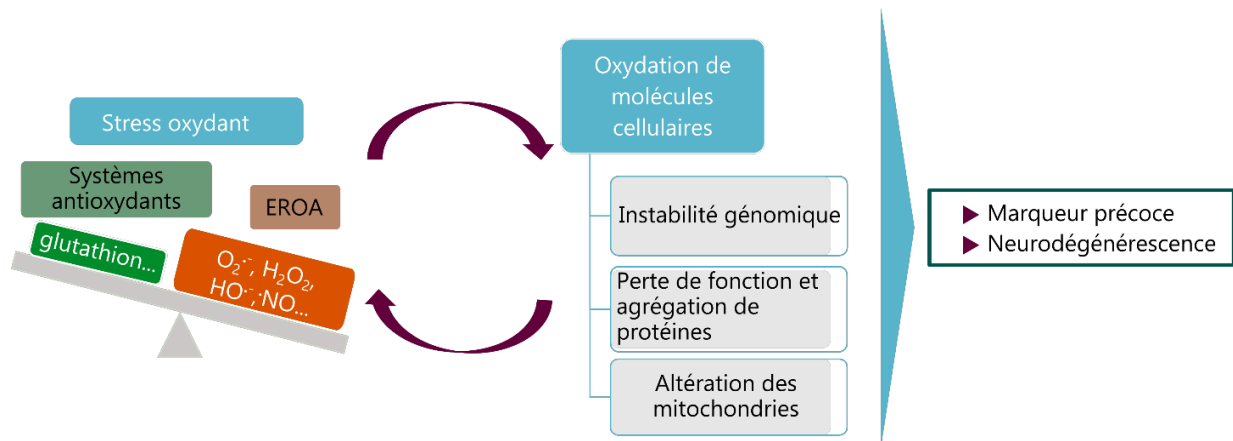 Stress oxydant
Systèmes
antioxydants
EROA
glutathion...
O₂·⁻, H₂O₂,
HO·⁻,·NO...
Oxydation de
molécules
cellulaires
Instabilité génomique
Perte de fonction et
agrégation de
protéines
Altération des
mitochondries
Marqueur précoce
Neurodégénérescence